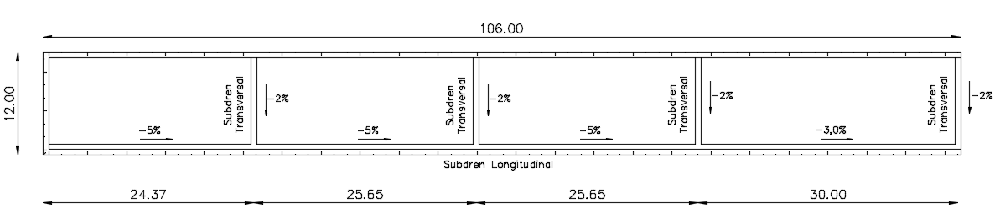 106.00
12.00
Subdren
Transversal
-2%
Subdren
Transversal
-2%
Subdren
Transversal
-2%
Subdren
Transversal
-2%
-5%
-5%
-5%
-3,0%
Subdren Longitudinal
24.37
25.65
25.65
30.00